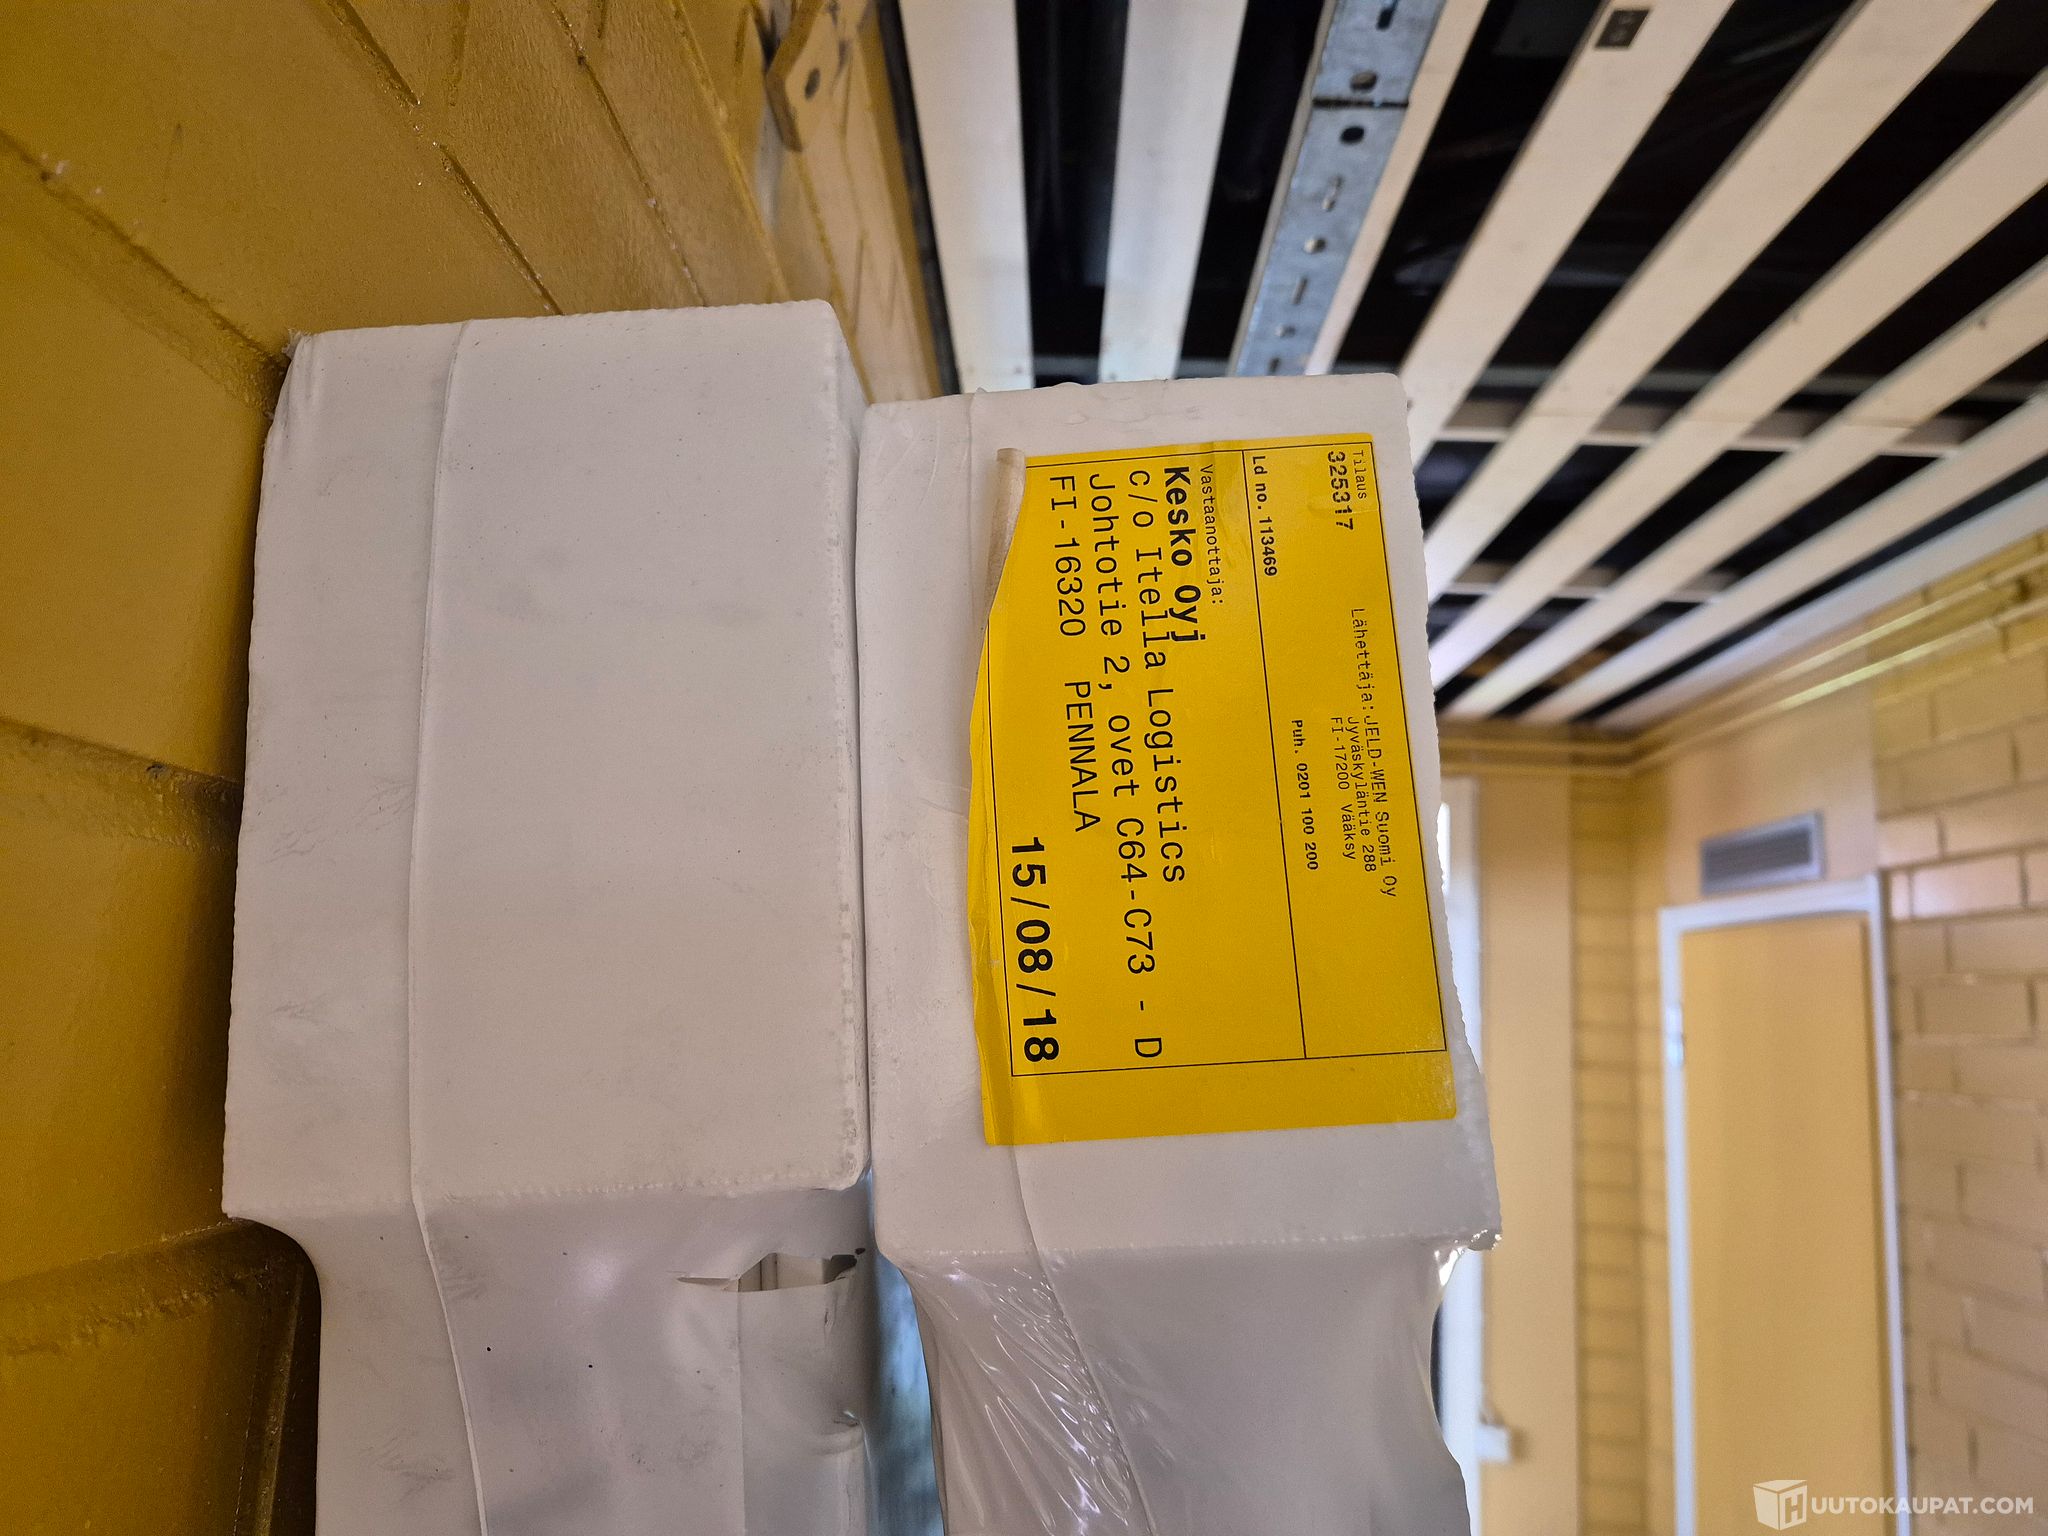 Tilaus
325317
Lähettäja: JELD-WEN Suomi Oy
Jyväskyläntie 288
FI-17200 Vääksy
Ld no. 113469
Puh. 0201 100 200
Vastaanottaja:
Kesko Oyj
c/o Itella Logistics
Johtotie 2, ovet C64-C73 - D
FI-16320 PENNALA
15/08/18
HUUTOKAUPAT.COM